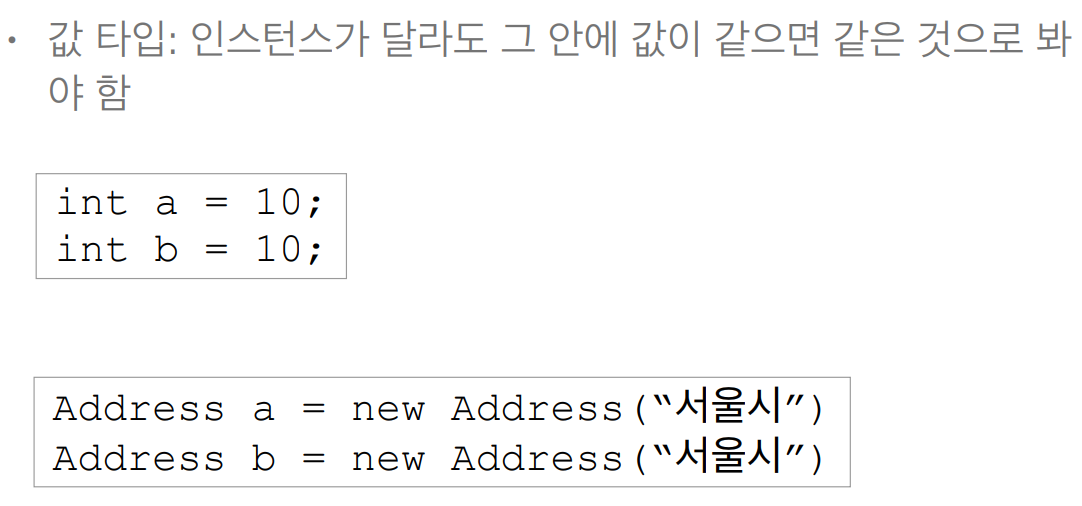 • 값 타입: 인스턴스가 달라도 그 안에 값이 같으면 같은 것으로 봐
야 함
int a = 10;
int b = 10;
Address a = new Address(“서울시”)
Address b = new Address(“서울시”)